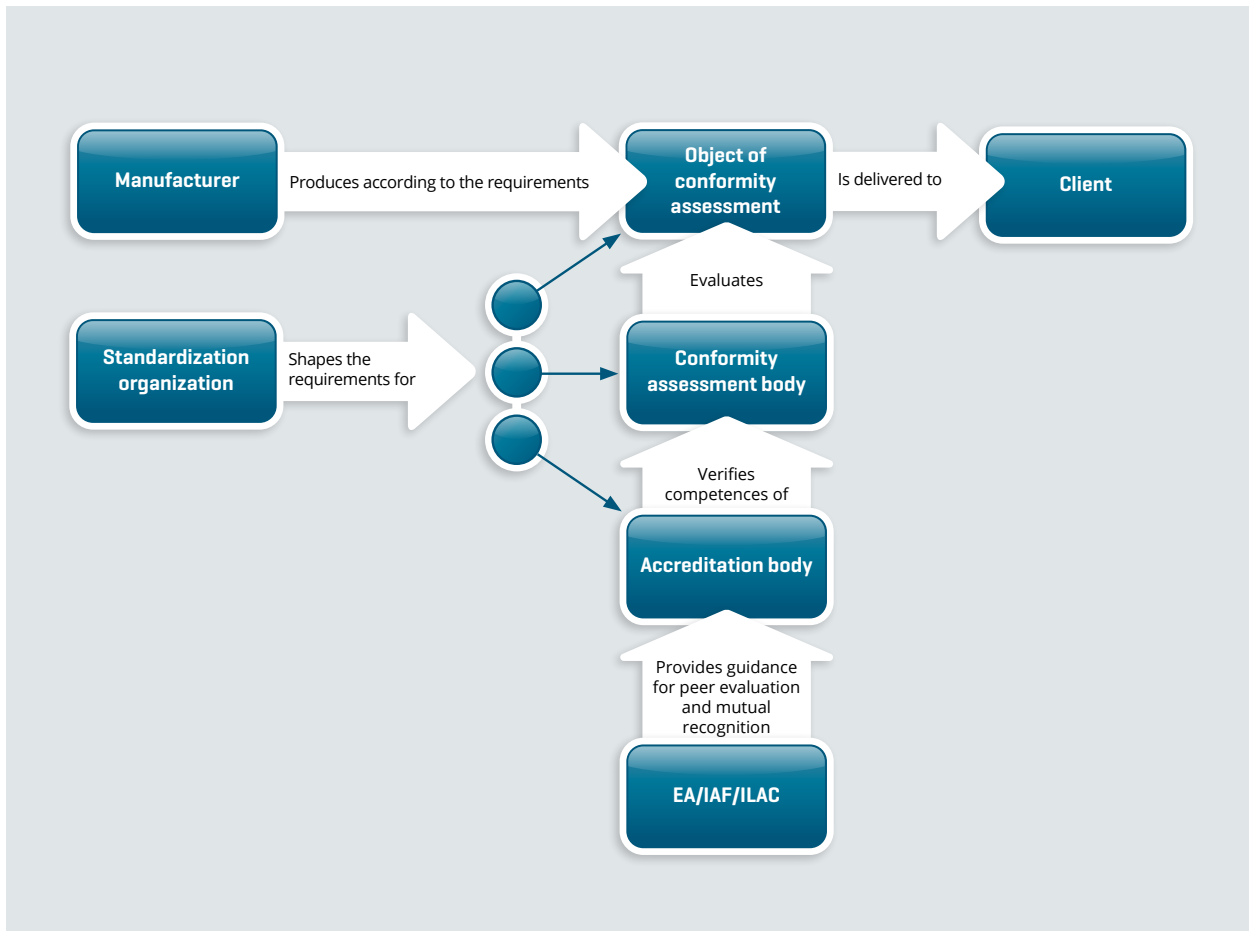 Manufacturer
Produces according to the requirements
Object of
conformity
assessment
Is delivered to
Client
Evaluates
Standardization
organization
Shapes the
requirements for
Conformity
assessment body
Verifies
competences of
Accreditation body
Provides guidance
for peer evaluation
and mutual
recognition
EA/IAF/ILAC